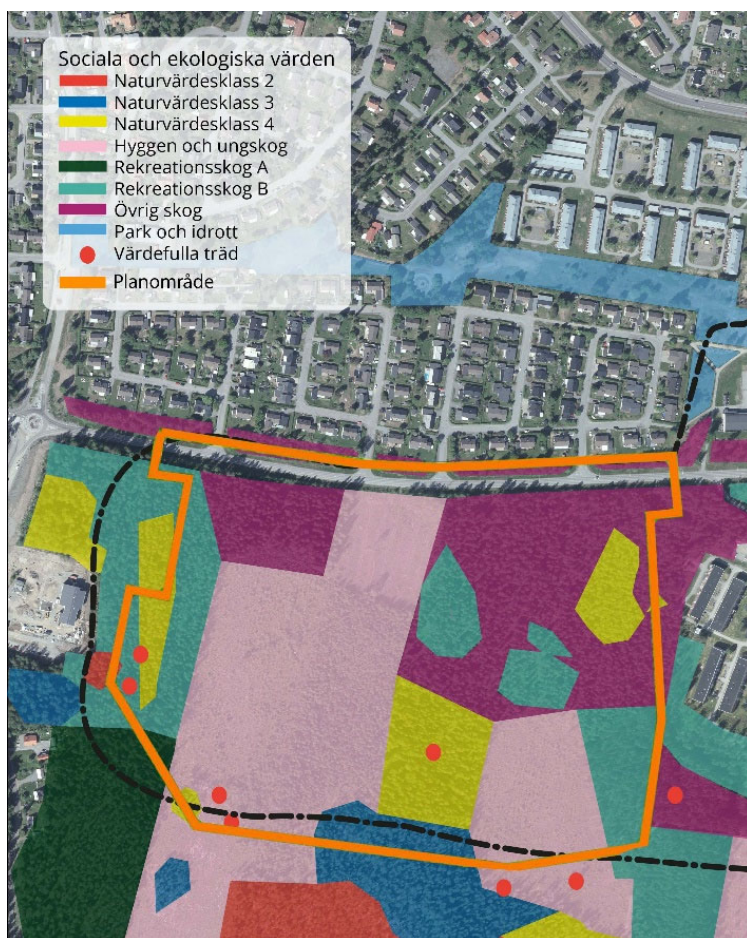 Sociala och ekologiska värden
Naturvärdesklass 2
Naturvärdesklass 3
Naturvärdesklass 4
Hyggen och ungskog
Rekreationsskog A
Rekreationsskog B
Övrig skog
Park och idrott
Värdefulla träd
Planområde